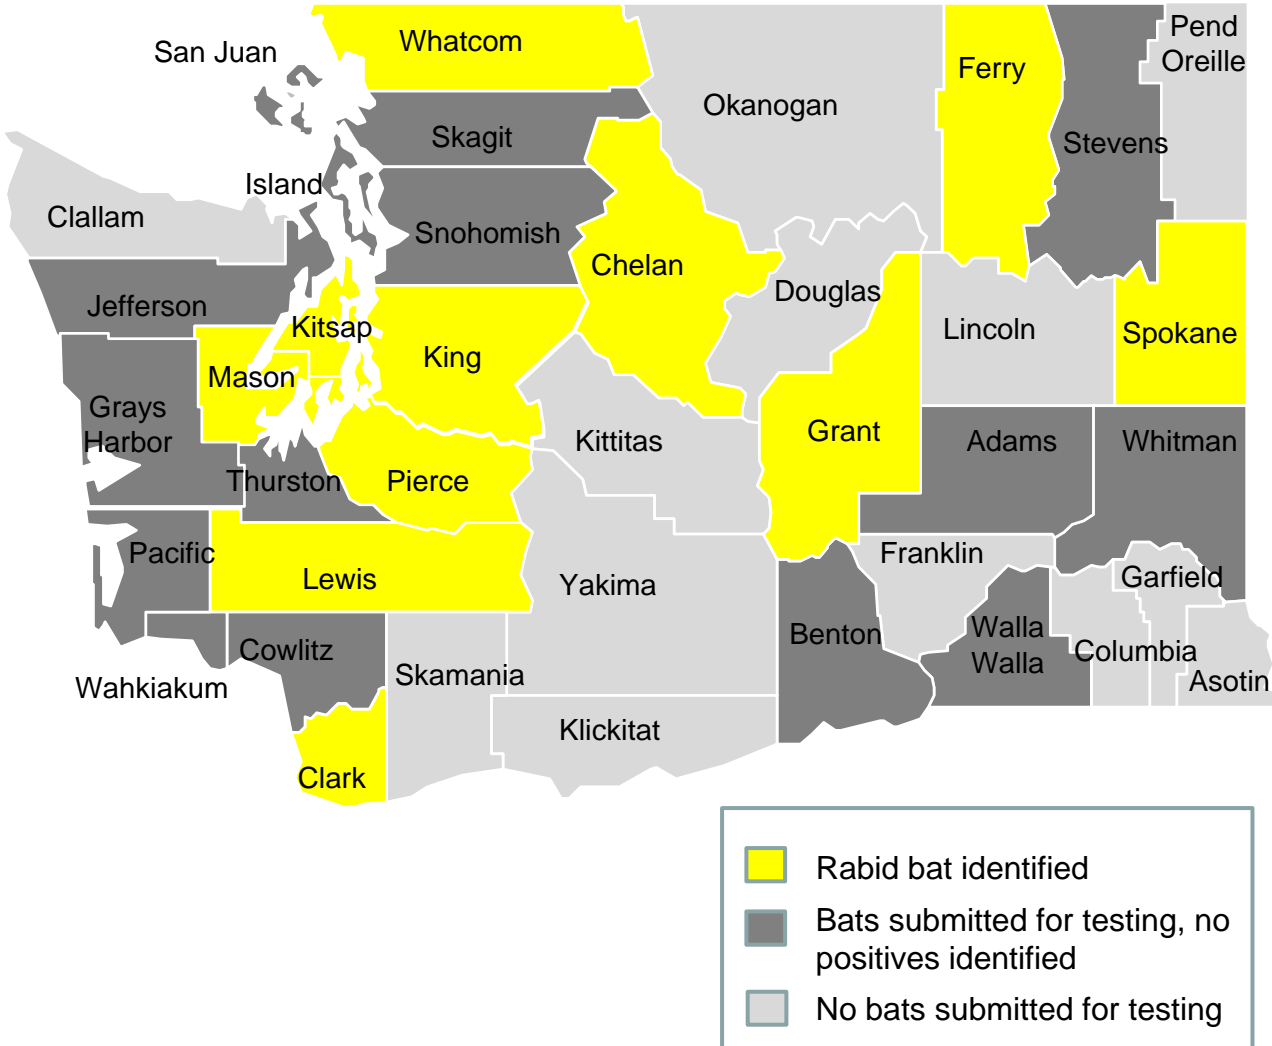 Whatcom
Pend
Oreille
San Juan
Ferry
Okanogan
Skagit
Stevens
Island
Clallam
Snohomish
Chelan
Douglas
Jefferson
Kitsap
Lincoln
Spokane
King
Mason
Grays
Harbor
Kittitas
Grant
Adams
Whitman
Thurston
Pierce
Pacific
Franklin
Lewis
Yakima
Garfield
Benton
Walla
Walla
Cowlitz
Columbia
Skamania
Wahkiakum
Asotin
Klickitat
Clark
Rabid bat identified
Bats submitted for testing, no
positives identified
No bats submitted for testing